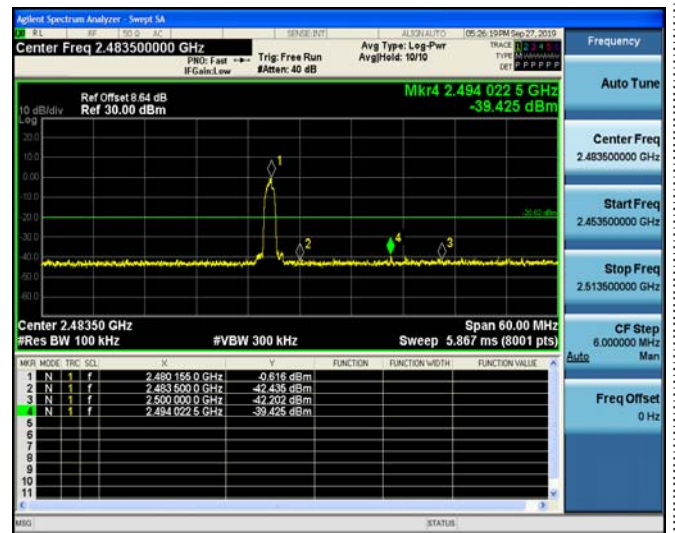 Agilent Spectrum Analyzer - Swept SA
RL RF 50 Ω AC SENSE:INT ALIGNAUTO 05:26:19PM Sep 27, 2019
Center Freq 2.483500000 GHz
PNO: Fast Trig: Free Run
IFGain:Low #Atten: 40 dB
Avg Type: Log-Pwr
Avg|Hold: 10/10
TRACE 1 2 3 4 5 6
TYPE
DET P P P P P P
Ref Offset 8.64 dB
10 dB/div Ref 30.00 dBm
Log
Mkr4 2.494 022 5 GHz
-39.425 dBm
20.0
10.0
0.00
-10.0
-20.0
-30.0
-40.0
-50.0
-60.0
1
2
4
3
-20.62 dBm
Center 2.48350 GHz Span 60.00 MHz
#Res BW 100 kHz #VBW 300 kHz Sweep 5.867 ms (8001 pts)
MKR MODE TRC SCL X Y FUNCTION FUNCTION WIDTH FUNCTION VALUE
1 N 1 f 2.480 155 0 GHz -0.616 dBm
2 N 1 f 2.483 500 0 GHz -42.435 dBm
3 N 1 f 2.500 000 0 GHz -42.202 dBm
4 N 1 f 2.494 022 5 GHz -39.425 dBm
5
6
7
8
9
10
11
MSG STATUS
Frequency
Auto Tune
Center Freq
2.483500000 GHz
Start Freq
2.453500000 GHz
Stop Freq
2.513500000 GHz
CF Step
6.000000 MHz
Auto Man
Freq Offset
0 Hz